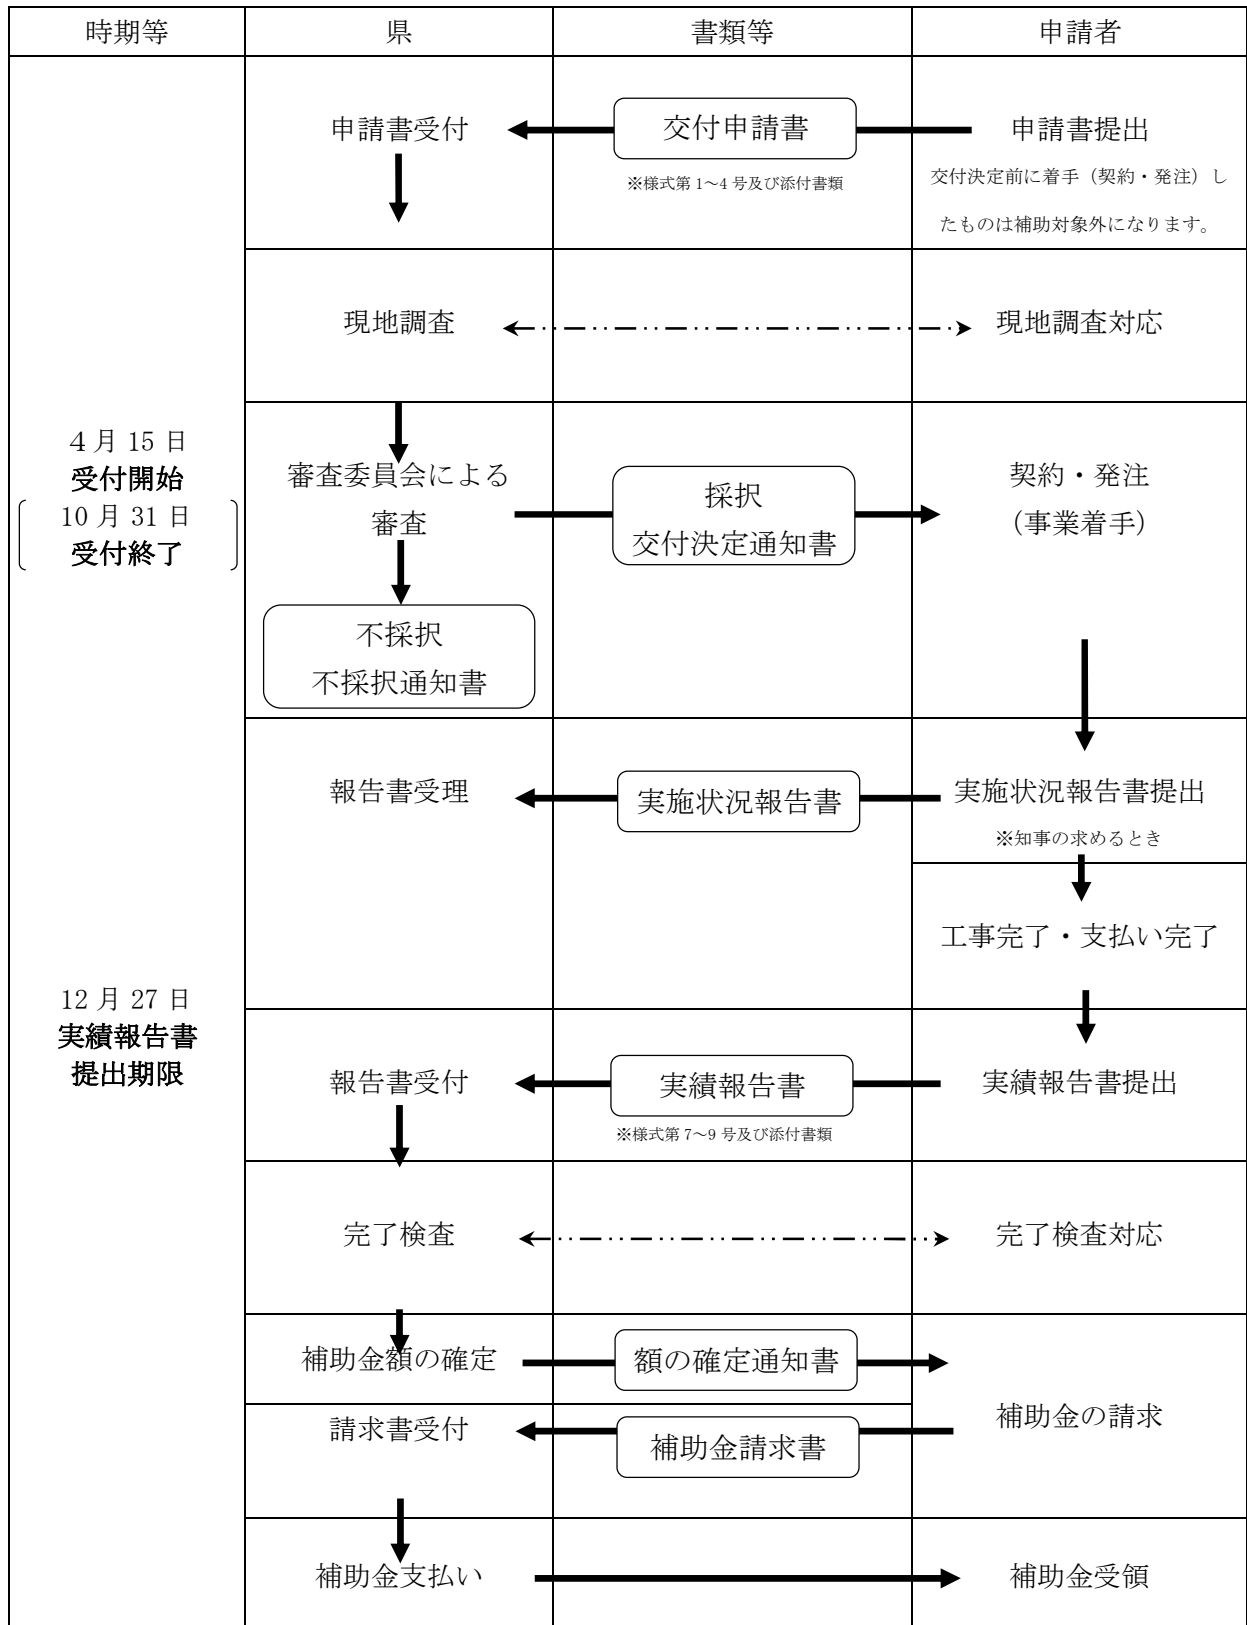 時期等
県
書類等
申請者
申請書受付
交付申請書
申請書提出
※様式第1～4号及び添付書類
交付決定前に着手（契約・発注）し
たものは補助対象外になります。
現地調査
現地調査対応
4月15日
受付開始
10月31日
受付終了
審査委員会による
審査
採択
交付決定通知書
契約・発注
（事業着手）
不採択
不採択通知書
報告書受理
実施状況報告書
実施状況報告書提出
※知事の求めるとき
工事完了・支払い完了
12月27日
実績報告書
提出期限
報告書受付
実績報告書
実績報告書提出
※様式第7～9号及び添付書類
完了検査
完了検査対応
補助金額の確定
額の確定通知書
補助金の請求
請求書受付
補助金請求書
補助金支払い
補助金受領